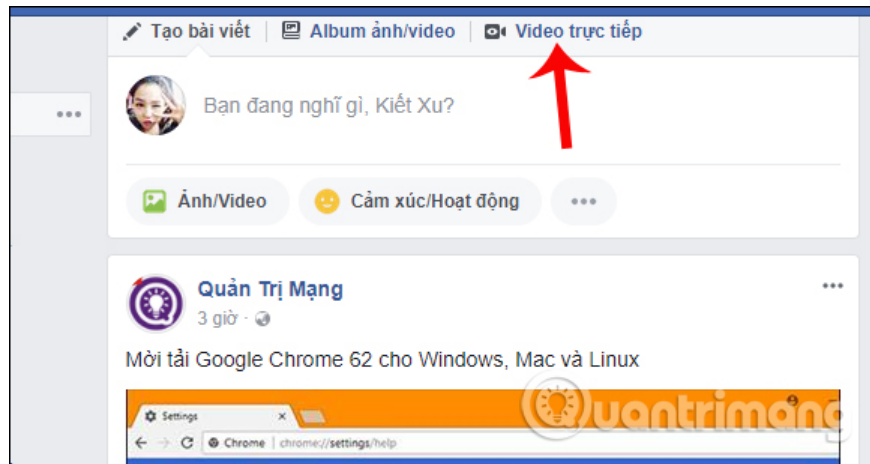 Tạo bài viết | Album ảnh/video | Video trực tiếp
Bạn đang nghĩ gì, Kiết Xu?
Ảnh/Video Cảm xúc/Hoạt động
Quản Trị Mạng
3 giờ ·
Mời tải Google Chrome 62 cho Windows, Mac và Linux
Quantrimang
Settings
Chrome | chrome://settings/help